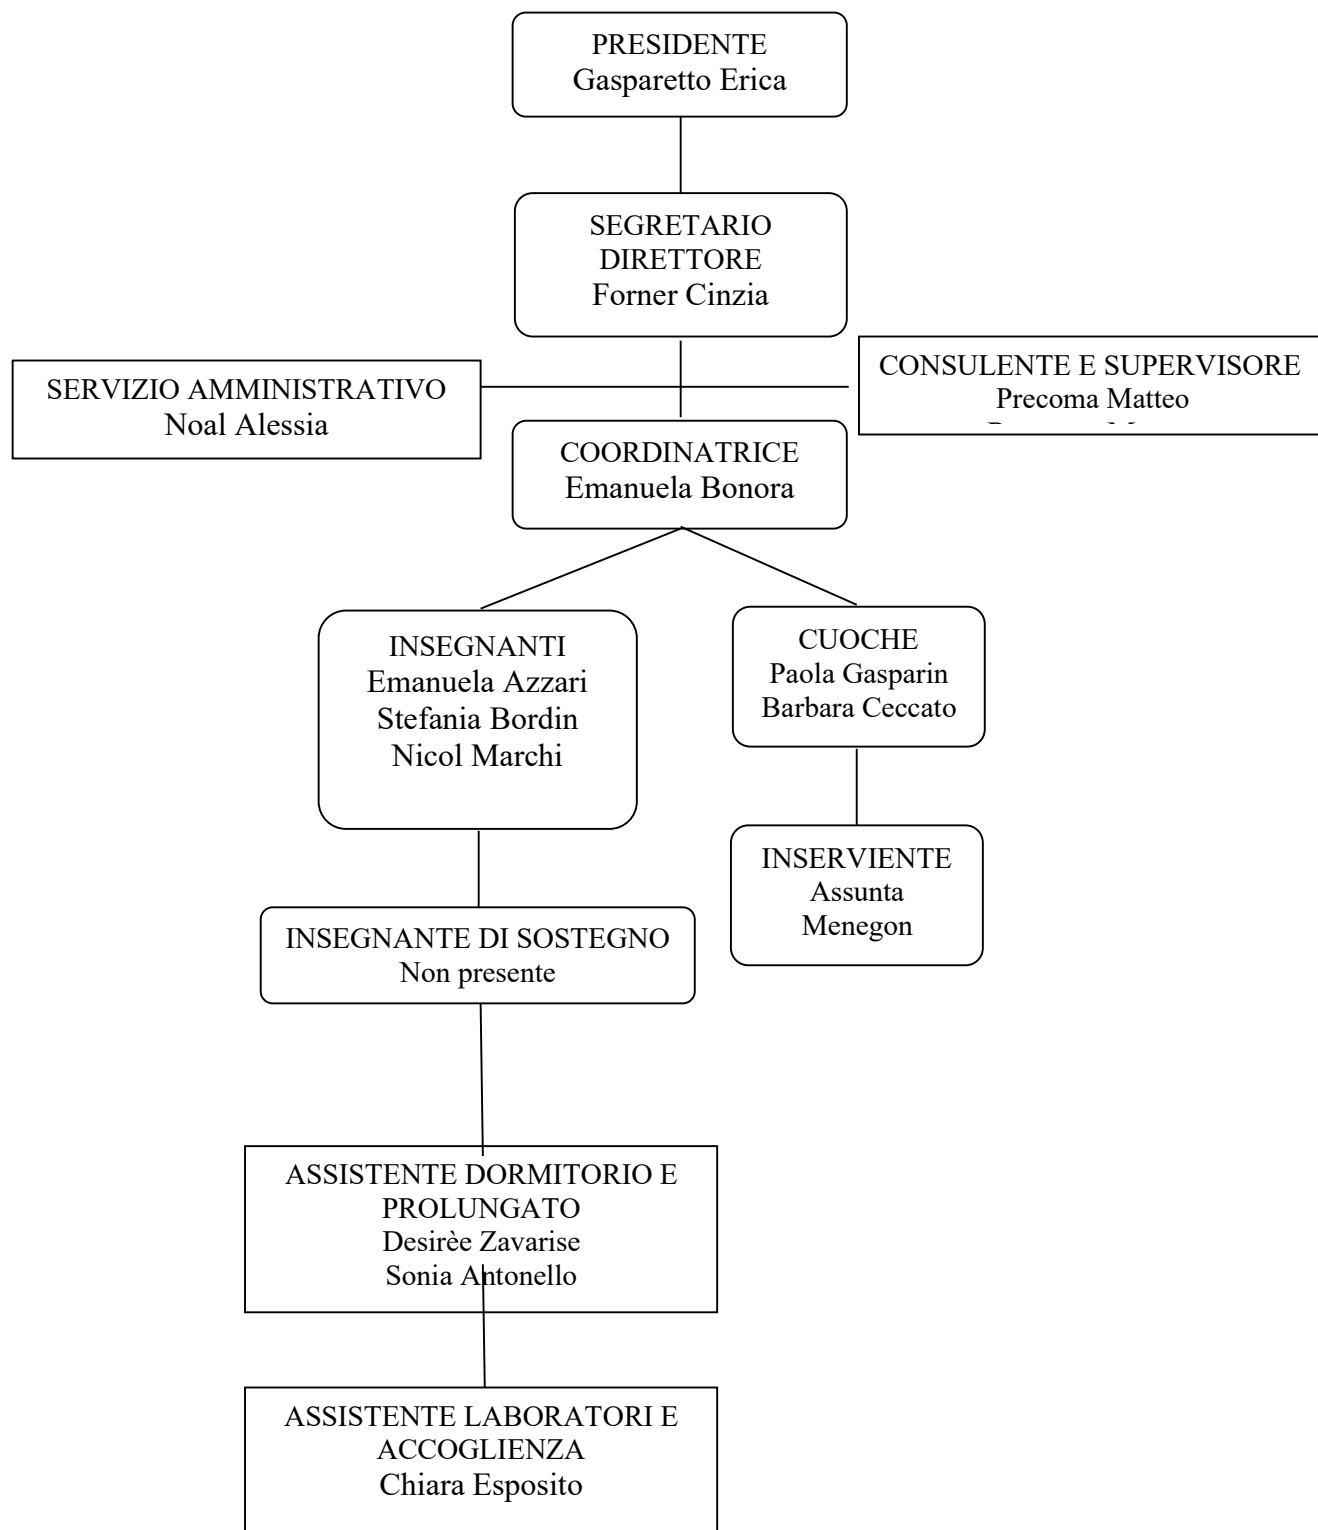 PRESIDENTE
Gasparetto Erica
SEGRETARIO
DIRETTORE
Forner Cinzia
SERVIZIO AMMINISTRATIVO
Noal Alessia
CONSULENTE E SUPERVISORE
Precoma Matteo
COORDINATRICE
Emanuela Bonora
INSEGNANTI
Emanuela Azzari
Stefania Bordin
Nicol Marchi
CUOCHE
Paola Gasparin
Barbara Ceccato
INSERVIENTE
Assunta
Menegon
INSEGNANTE DI SOSTEGNO
Non presente
ASSISTENTE DORMITORIO E
PROLUNGATO
Desirèe Zavarise
Sonia Antonello
ASSISTENTE LABORATORI E
ACCOGLIENZA
Chiara Esposito